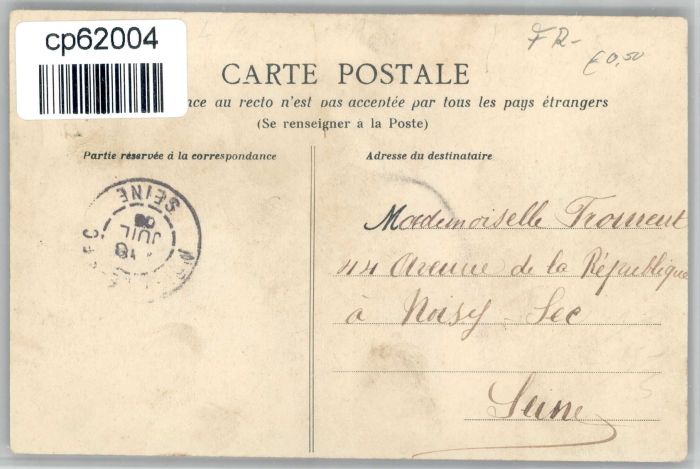 cp62004
FR-
€0,50
CARTE POSTALE
nce au recto n'est pas acceptée par tous les pays étrangers
(Se renseigner à la Poste)
Partie réservée à la correspondance
Adresse du destinataire
SEINE
JUIL
Mademoiselle Froment
44 Avenue de la République
à Noisy-Sec
Seine